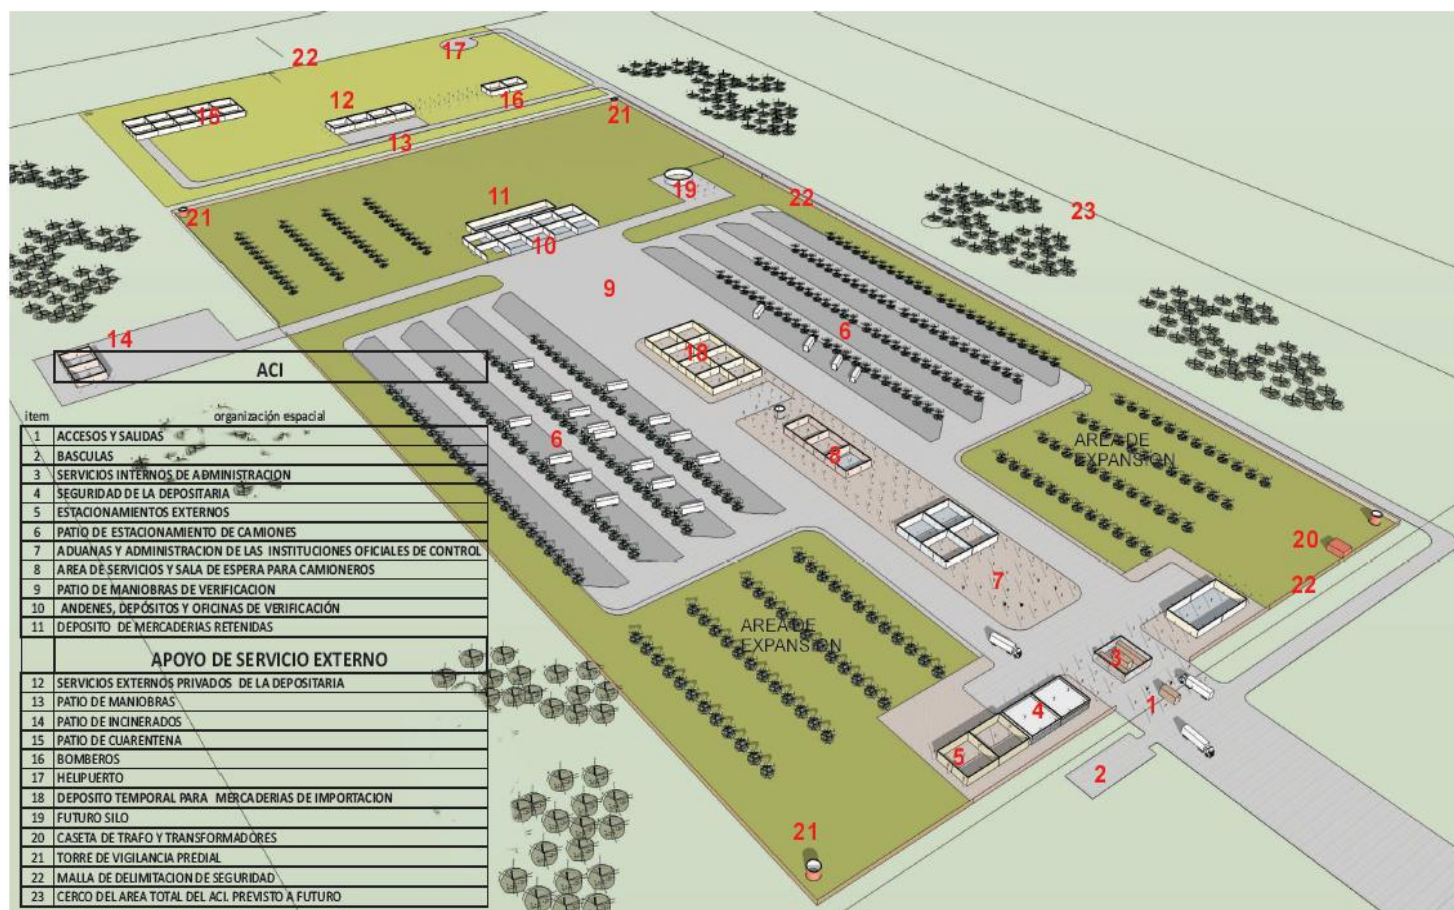 22
17
12
16
15
21
13
21
11
19
22
23
10
9
14
6
18
6
8
AREA DE
EXPANSION
20
22
7
AREA DE
EXPANSION
3
4
1
5
2
21
ACI
item organización espacial
1 ACCESOS Y SALIDAS
2 BASCULAS
3 SERVICIOS INTERNOS DE ADMINISTRACION
4 SEGURIDAD DE LA DEPOSITARIA
5 ESTACIONAMIENTOS EXTERNOS
6 PATIO DE ESTACIONAMIENTO DE CAMIONES
7 ADUANAS Y ADMINISTRACION DE LAS INSTITUCIONES OFICIALES DE CONTROL
8 AREA DE SERVICIOS Y SALA DE ESPERA PARA CAMIONEROS
9 PATIO DE MANIOBRAS DE VERIFICACION
10 ANDENES, DEPÓSITOS Y OFICINAS DE VERIFICACIÓN
11 DEPOSITO DE MERCADERIAS RETENIDAS
APOYO DE SERVICIO EXTERNO
12 SERVICIOS EXTERNOS PRIVADOS DE LA DEPOSITARIA
13 PATIO DE MANIOBRAS
14 PATIO DE INCINERADOS
15 PATIO DE CUARENTENA
16 BOMBEROS
17 HELIPUERTO
18 DEPOSITO TEMPORAL PARA MERCADERIAS DE IMPORTACION
19 FUTURO SILO
20 CASETA DE TRAFO Y TRANSFORMADORES
21 TORRE DE VIGILANCIA PREDIAL
22 MALLA DE DELIMITACION DE SEGURIDAD
23 CERCO DEL AREA TOTAL DEL ACI. PREVISTO A FUTURO